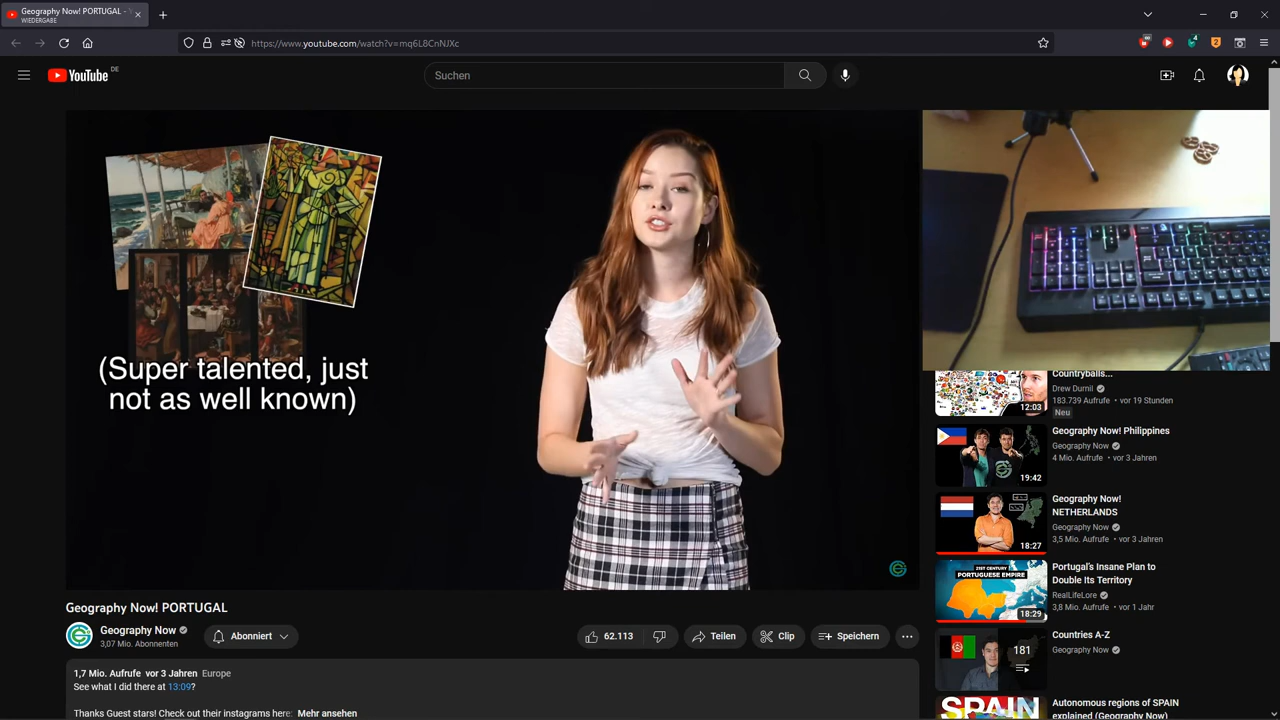 Geography Now! PORTUGAL - Y
WIEDERGABE
https://www.youtube.com/watch?v=mq6L8CnNJXc
YouTube DE
Suchen
(Super talented, just
not as well known)
Geography Now! PORTUGAL
Geography Now
3,07 Mio. Abonnenten
Abonniert
62.113
Teilen
Clip
Speichern
1,7 Mio. Aufrufe vor 3 Jahren Europe
See what I did there at 13:09?
Thanks Guest stars! Check out their instagrams here: Mehr ansehen
Countryballs...
Drew Durnil
183.739 Aufrufe • vor 19 Stunden
Neu
12:03
Geography Now! Philippines
Geography Now
4 Mio. Aufrufe • vor 3 Jahren
19:42
Geography Now!
NETHERLANDS
Geography Now
3,5 Mio. Aufrufe • vor 3 Jahren
18:27
21ST CENTURY
PORTUGUESE EMPIRE
18:29
Portugal's Insane Plan to
Double Its Territory
RealLifeLore
3,8 Mio. Aufrufe • vor 1 Jahr
181
Countries A-Z
Geography Now
SPAIN
Autonomous regions of SPAIN
explained (Geography Now)